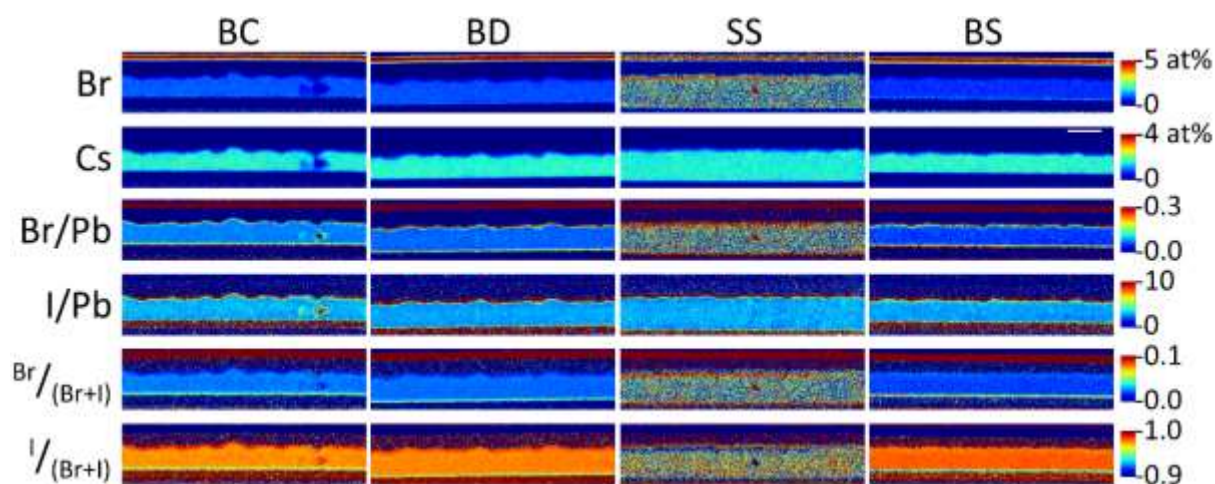 BC BD SS BS
Br 5 at% 0
Cs 4 at% 0
Br/Pb 0.3 0.0
I/Pb 10 0
Br/(Br+I) 0.1 0.0
I/(Br+I) 1.0 0.9